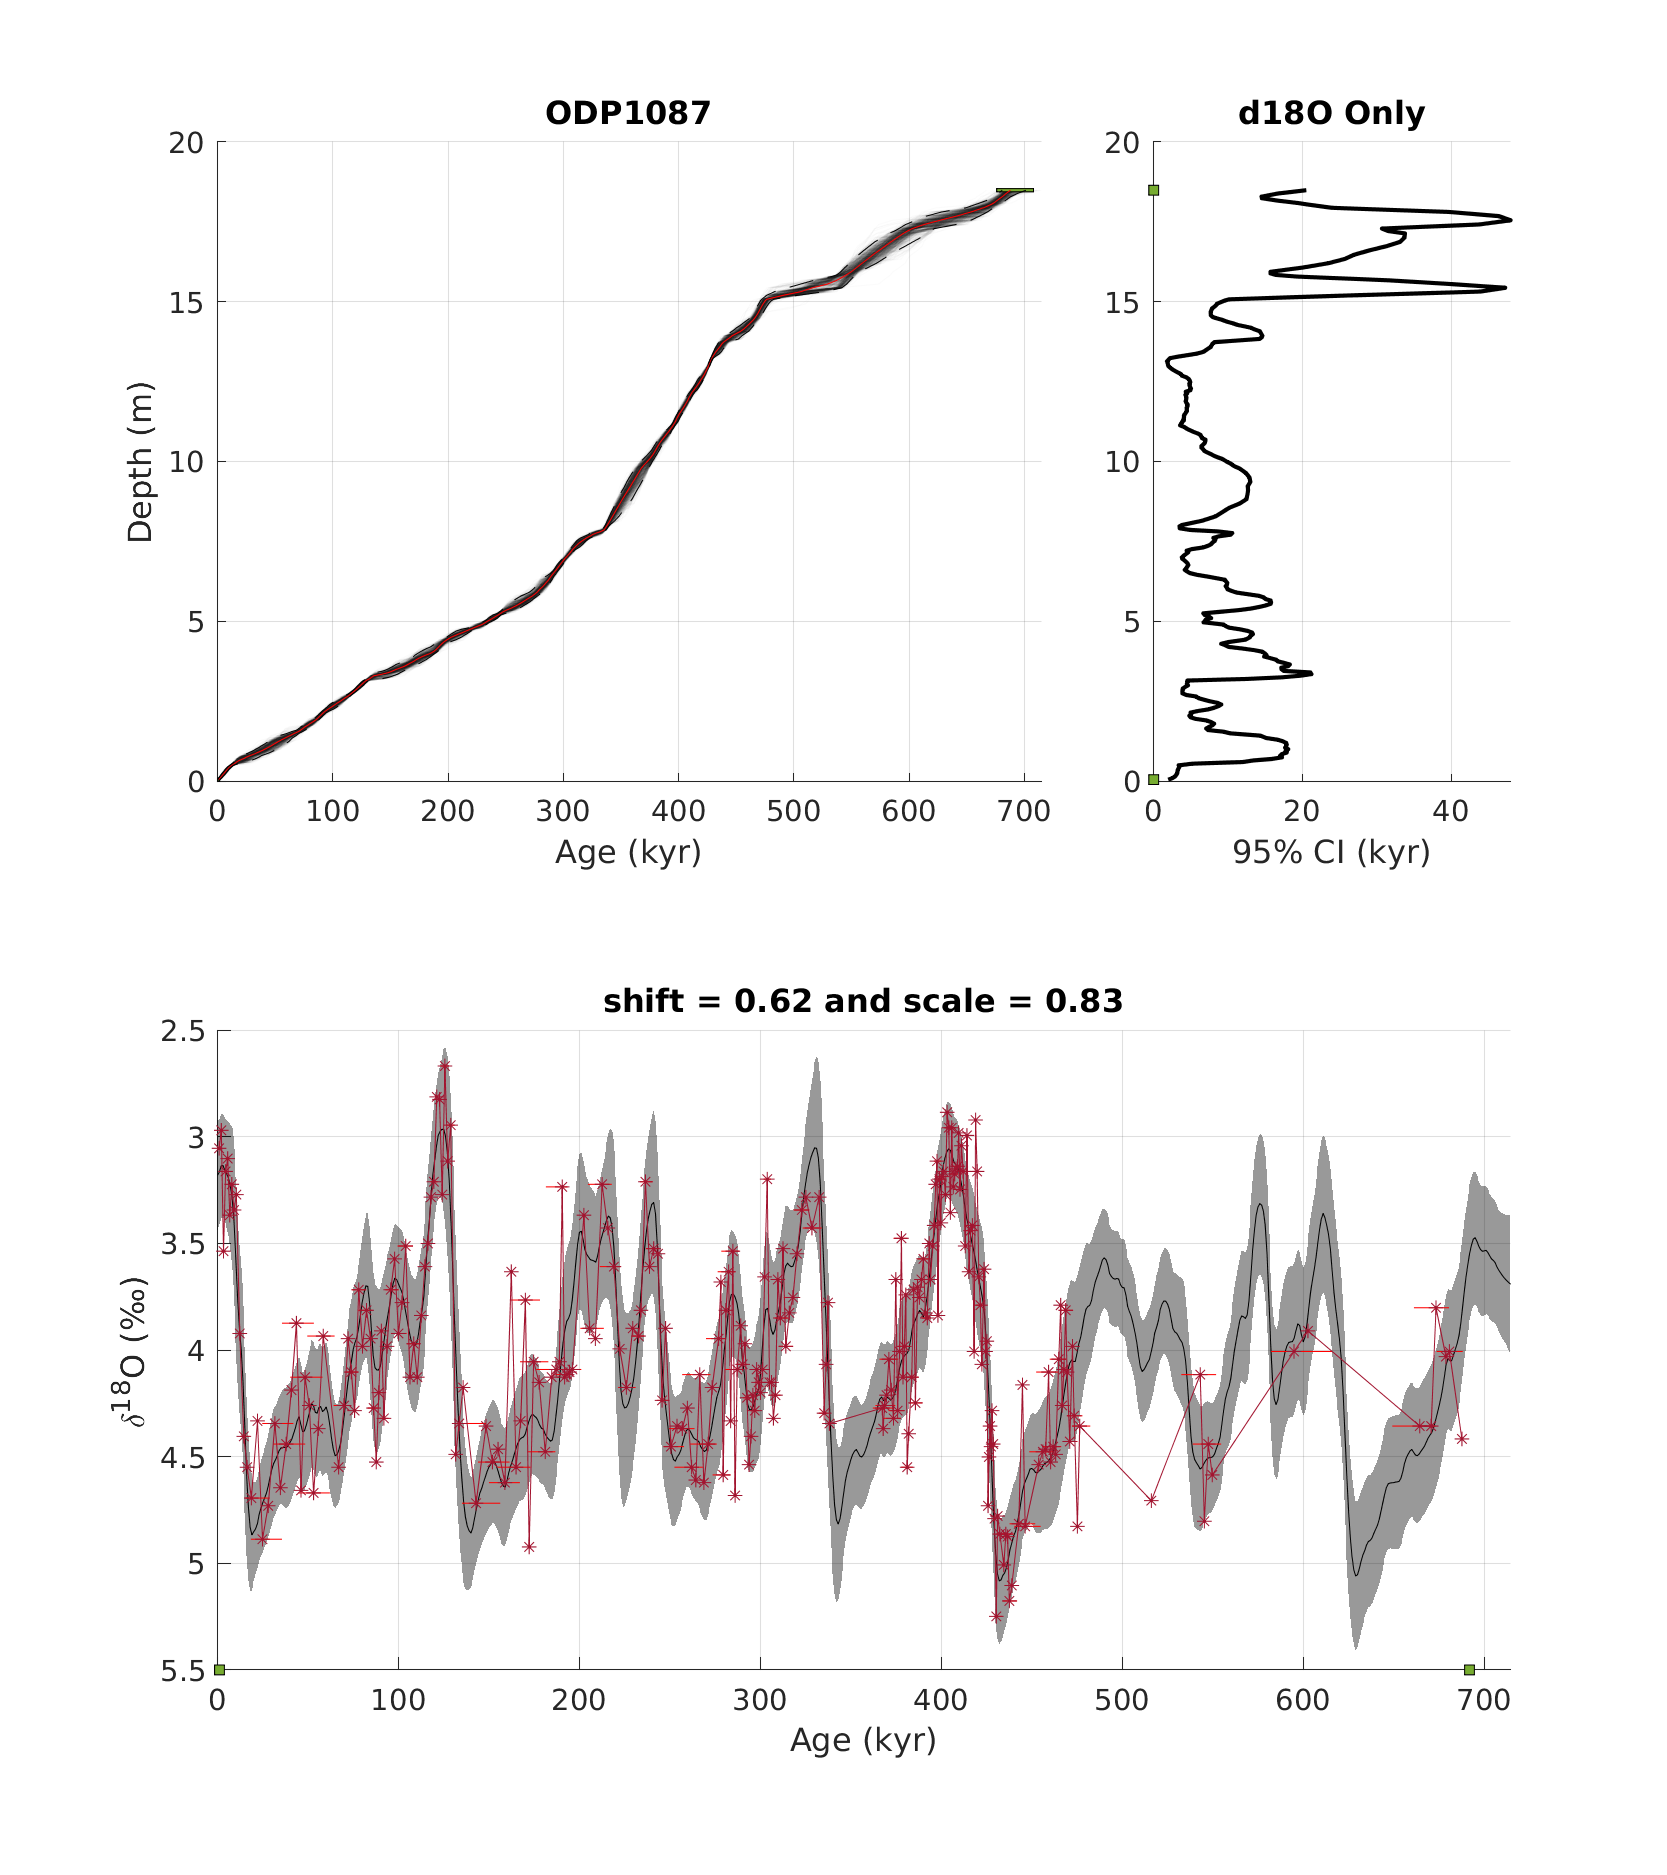 ODP1087
20
15
10
5
0
Depth (m)
0 100 200 300 400 500 600 700
Age (kyr)
d18O Only
20
15
10
5
0
0 20 40
95% CI (kyr)
shift = 0.62 and scale = 0.83
2.5
3
3.5
4
4.5
5
5.5
δ18O (‰)
0 100 200 300 400 500 600 700
Age (kyr)